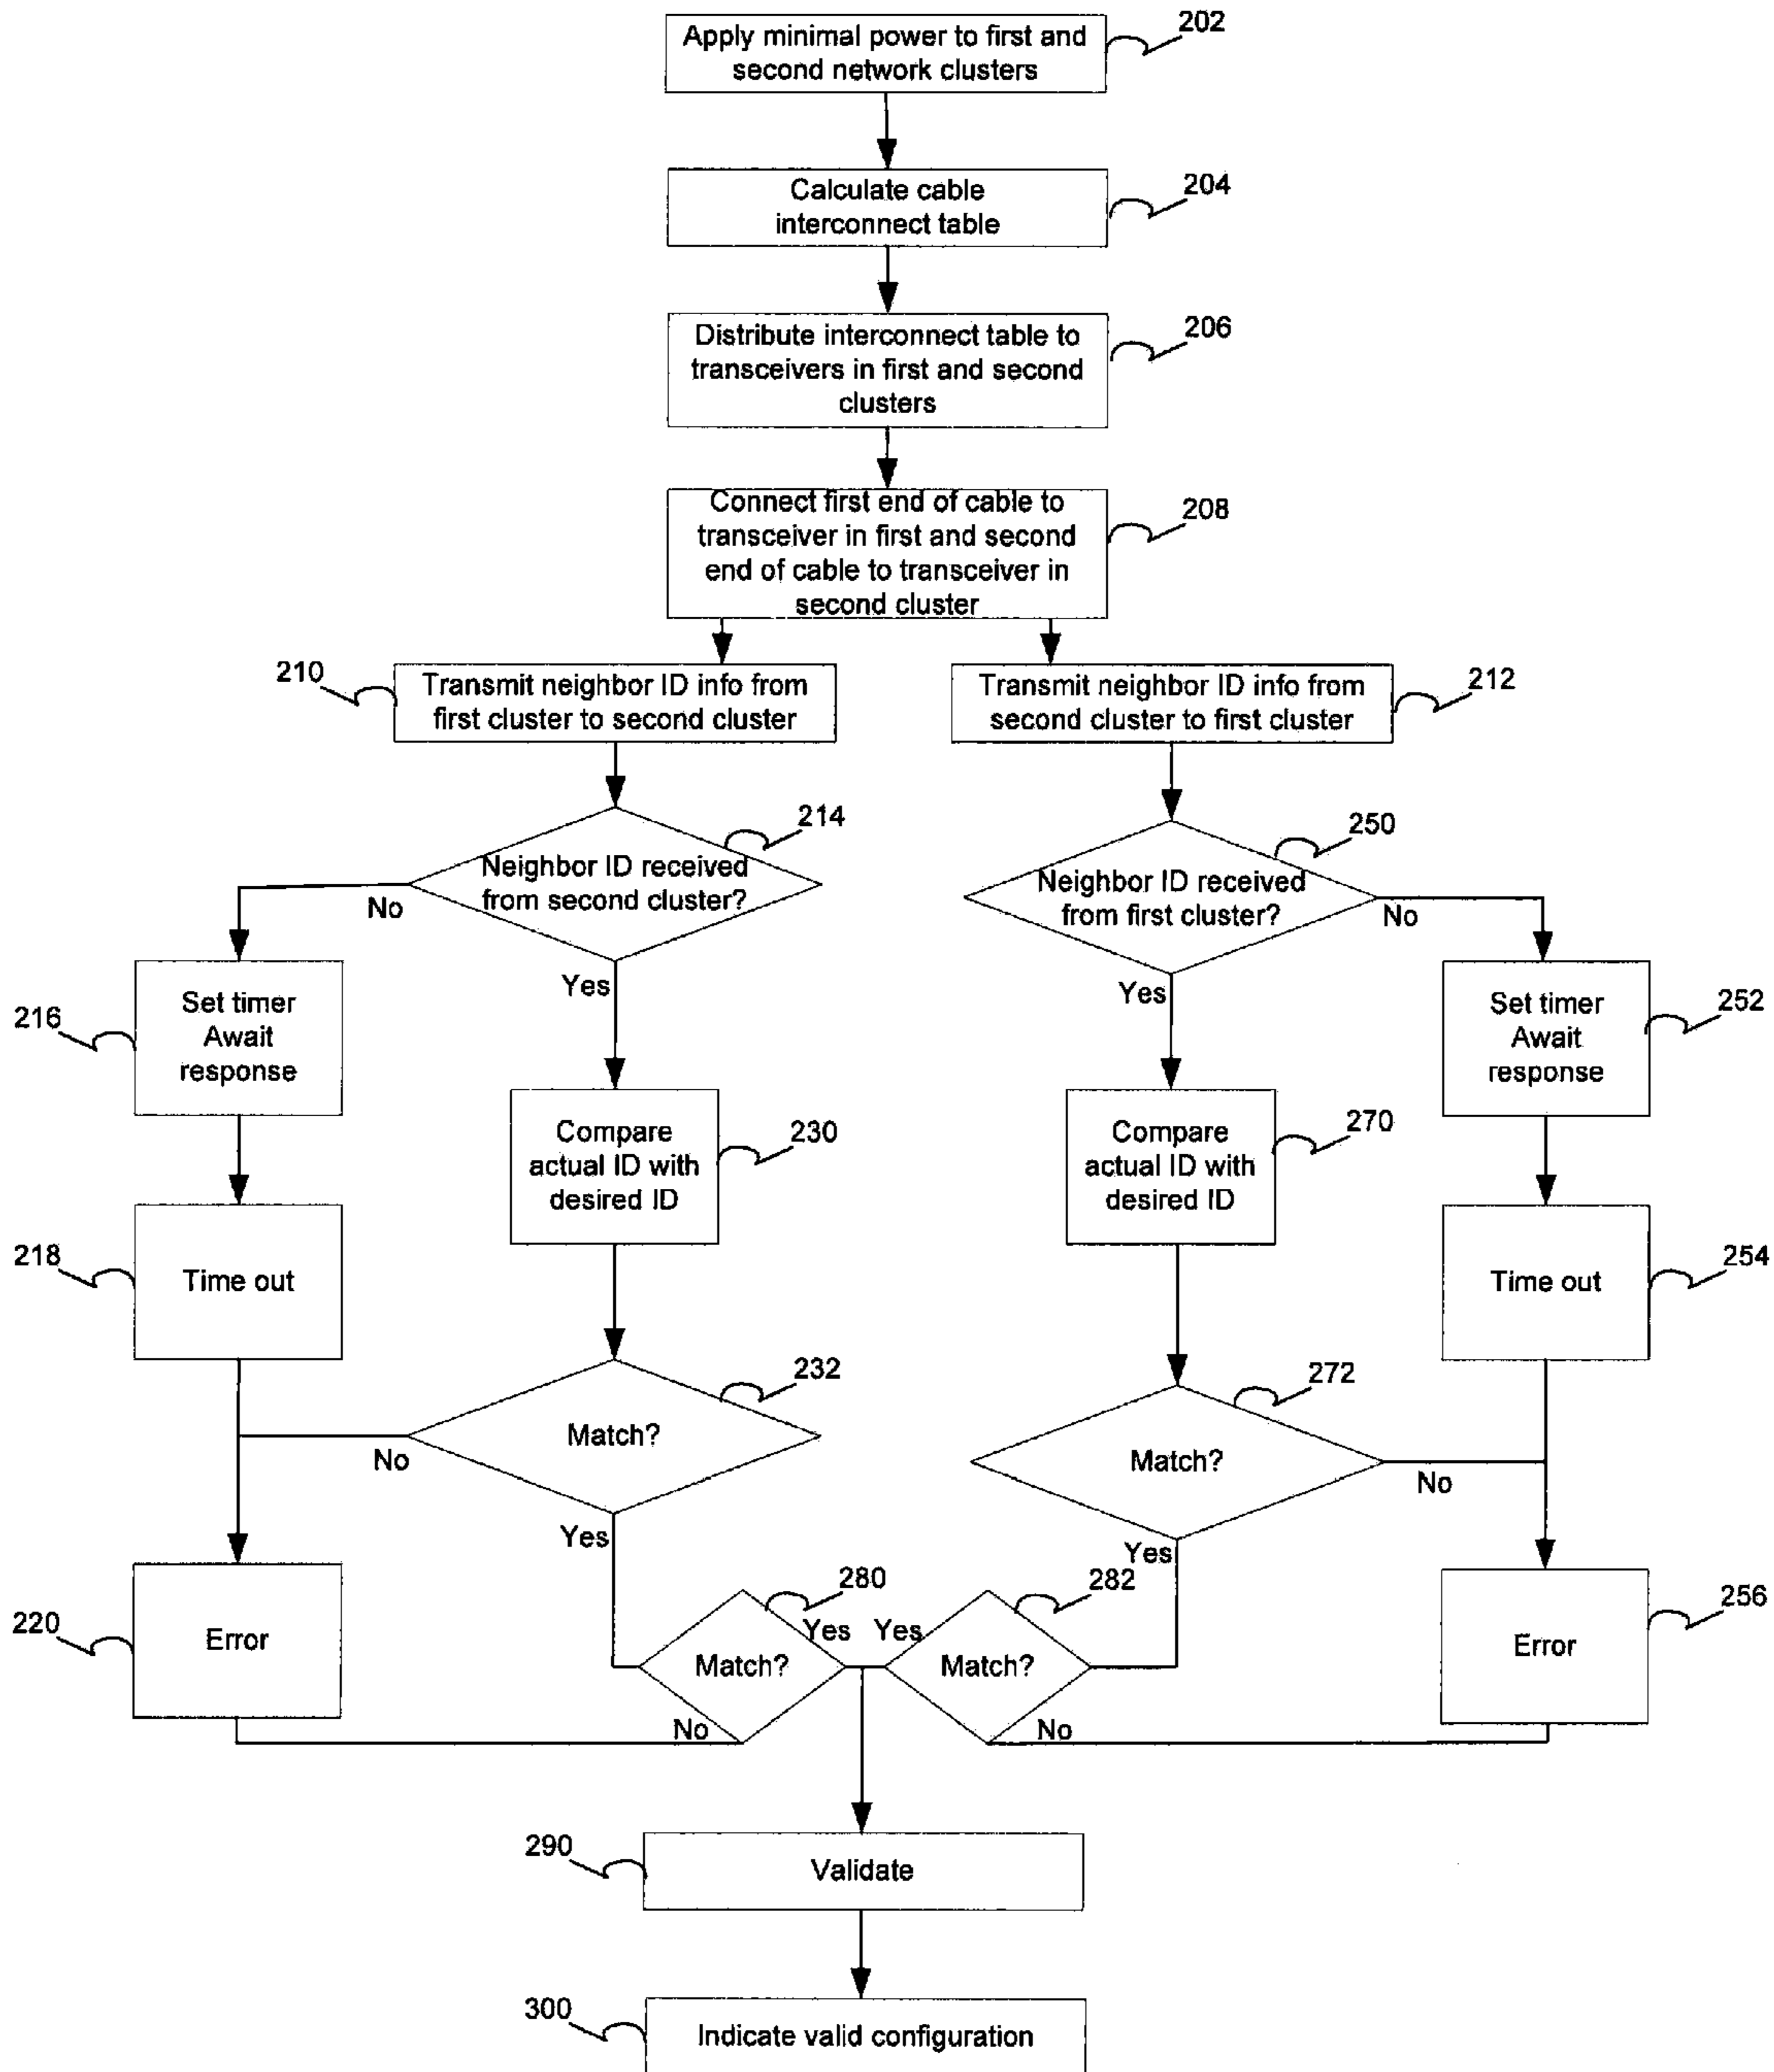 Apply minimal power to first and
second network clusters
202
Calculate cable
interconnect table
204
Distribute interconnect table to
transceivers in first and second
clusters
206
Connect first end of cable to
transceiver in first and second
end of cable to transceiver in
second cluster
208
210
Transmit neighbor ID info from
first cluster to second cluster
Transmit neighbor ID info from
second cluster to first cluster
212
Neighbor ID received
from second cluster?
214
No
Yes
Neighbor ID received
from first cluster?
250
No
Yes
216
Set timer
Await
response
Compare
actual ID with
desired ID
230
Compare
actual ID with
desired ID
270
Set timer
Await
response
252
218
Time out
Time out
254
Match?
232
No
Yes
Match?
272
No
Yes
220
Error
Match?
280
Yes
No
Match?
282
Yes
No
Error
256
290
Validate
300
Indicate valid configuration